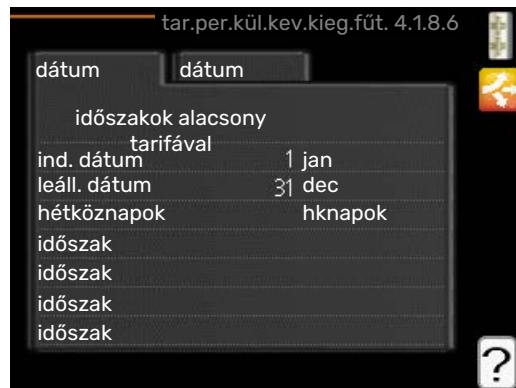 tar.per.kül.kev.kieg.fűt. 4.1.8.6
dátum
dátum
időszakok alacsony
tarifával
ind. dátum 1 jan
leáll. dátum 31 dec
hétköznapok hknapok
időszak
időszak
időszak
időszak
?